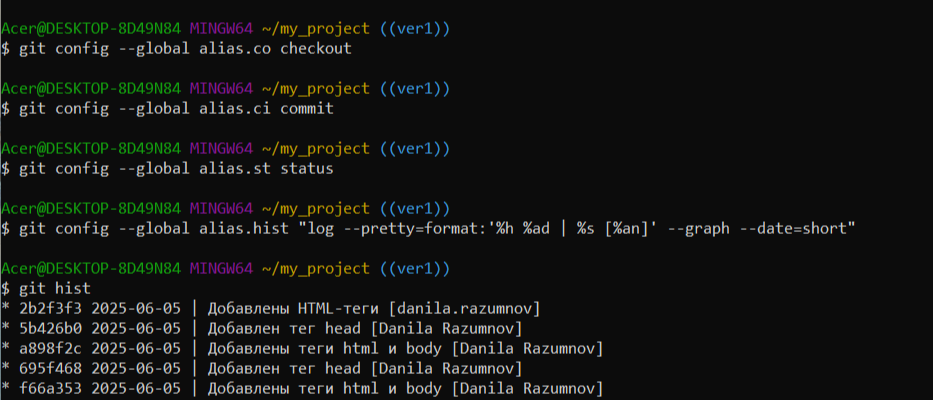 Acer@DESKTOP-8D49N84 MINGW64 ~/my_project ((ver1))
$ git config --global alias.co checkout
Acer@DESKTOP-8D49N84 MINGW64 ~/my_project ((ver1))
$ git config --global alias.ci commit
Acer@DESKTOP-8D49N84 MINGW64 ~/my_project ((ver1))
$ git config --global alias.st status
Acer@DESKTOP-8D49N84 MINGW64 ~/my_project ((ver1))
$ git config --global alias.hist "log --pretty=format:'%h %ad | %s [%an]' --graph --date=short"
Acer@DESKTOP-8D49N84 MINGW64 ~/my_project ((ver1))
$ git hist
* 2b2f3f3 2025-06-05 | Добавлены HTML-теги [danila.razumnov]
* 5b426b0 2025-06-05 | Добавлен тег head [Danila Razumnov]
* a898f2c 2025-06-05 | Добавлены теги html и body [Danila Razumnov]
* 695f468 2025-06-05 | Добавлен тег head [Danila Razumnov]
* f66a353 2025-06-05 | Добавлены теги html и body [Danila Razumnov]